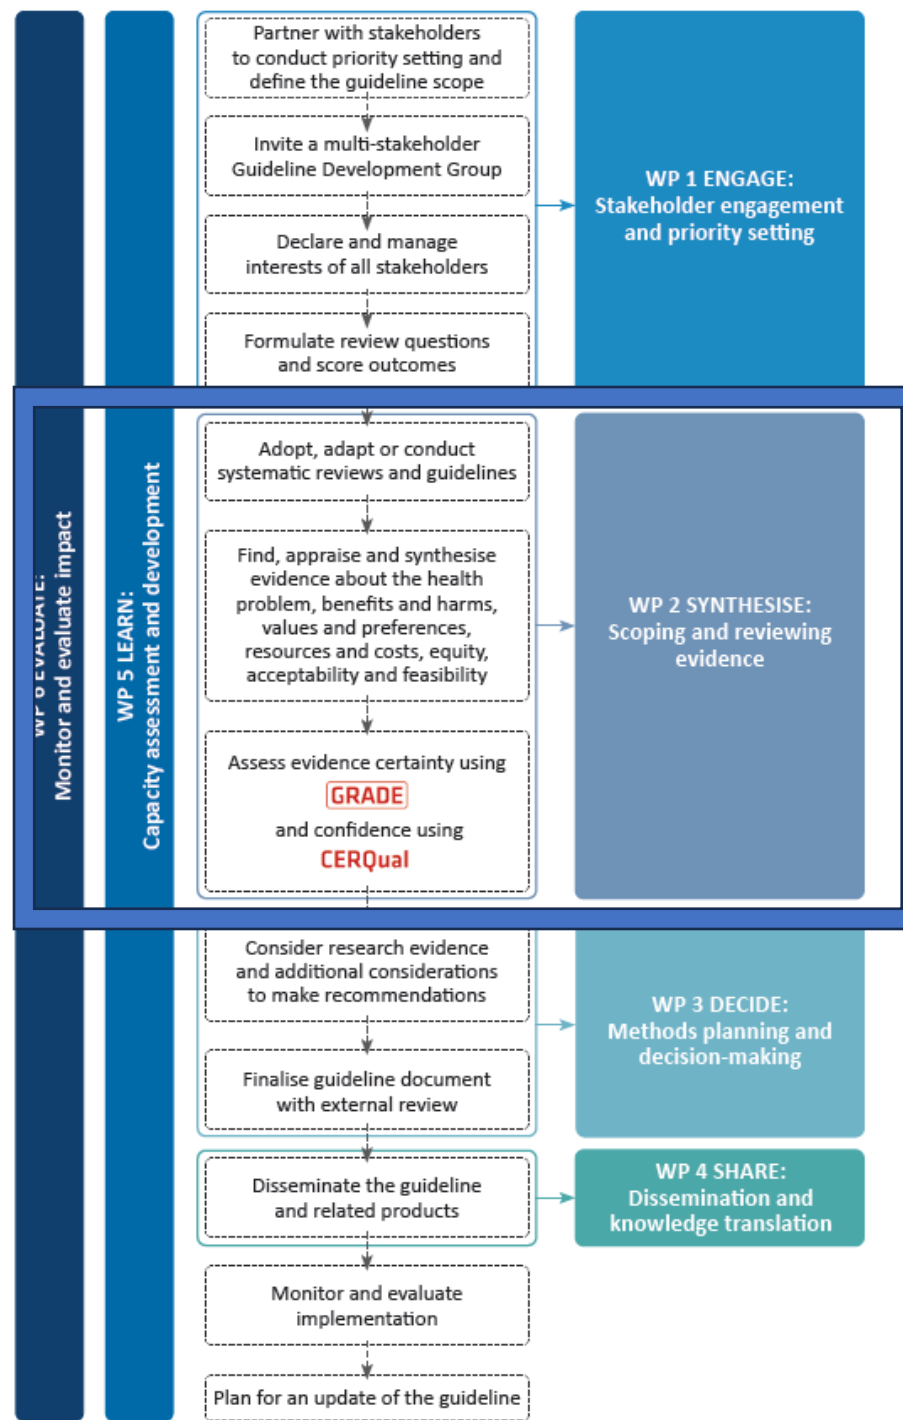 Partner with stakeholders
to conduct priority setting and
define the guideline scope
Invite a multi-stakeholder
Guideline Development Group
Declare and manage
interests of all stakeholders
Formulate review questions
and score outcomes
WP 1 ENGAGE:
Stakeholder engagement
and priority setting
Adopt, adapt or conduct
systematic reviews and guidelines
Find, appraise and synthesise
evidence about the health
problem, benefits and harms,
values and preferences,
resources and costs, equity,
acceptability and feasibility
Assess evidence certainty using
GRADE
and confidence using
CERQual
WP 2 SYNTHESISE:
Scoping and reviewing
evidence
Consider research evidence
and additional considerations
to make recommendations
Finalise guideline document
with external review
WP 3 DECIDE:
Methods planning and
decision-making
Disseminate the guideline
and related products
WP 4 SHARE:
Dissemination and
knowledge translation
Monitor and evaluate
implementation
Plan for an update of the guideline
WP 5 LEARN:
Capacity assessment and development
WP 6 EVALUATE:
Monitor and evaluate impact